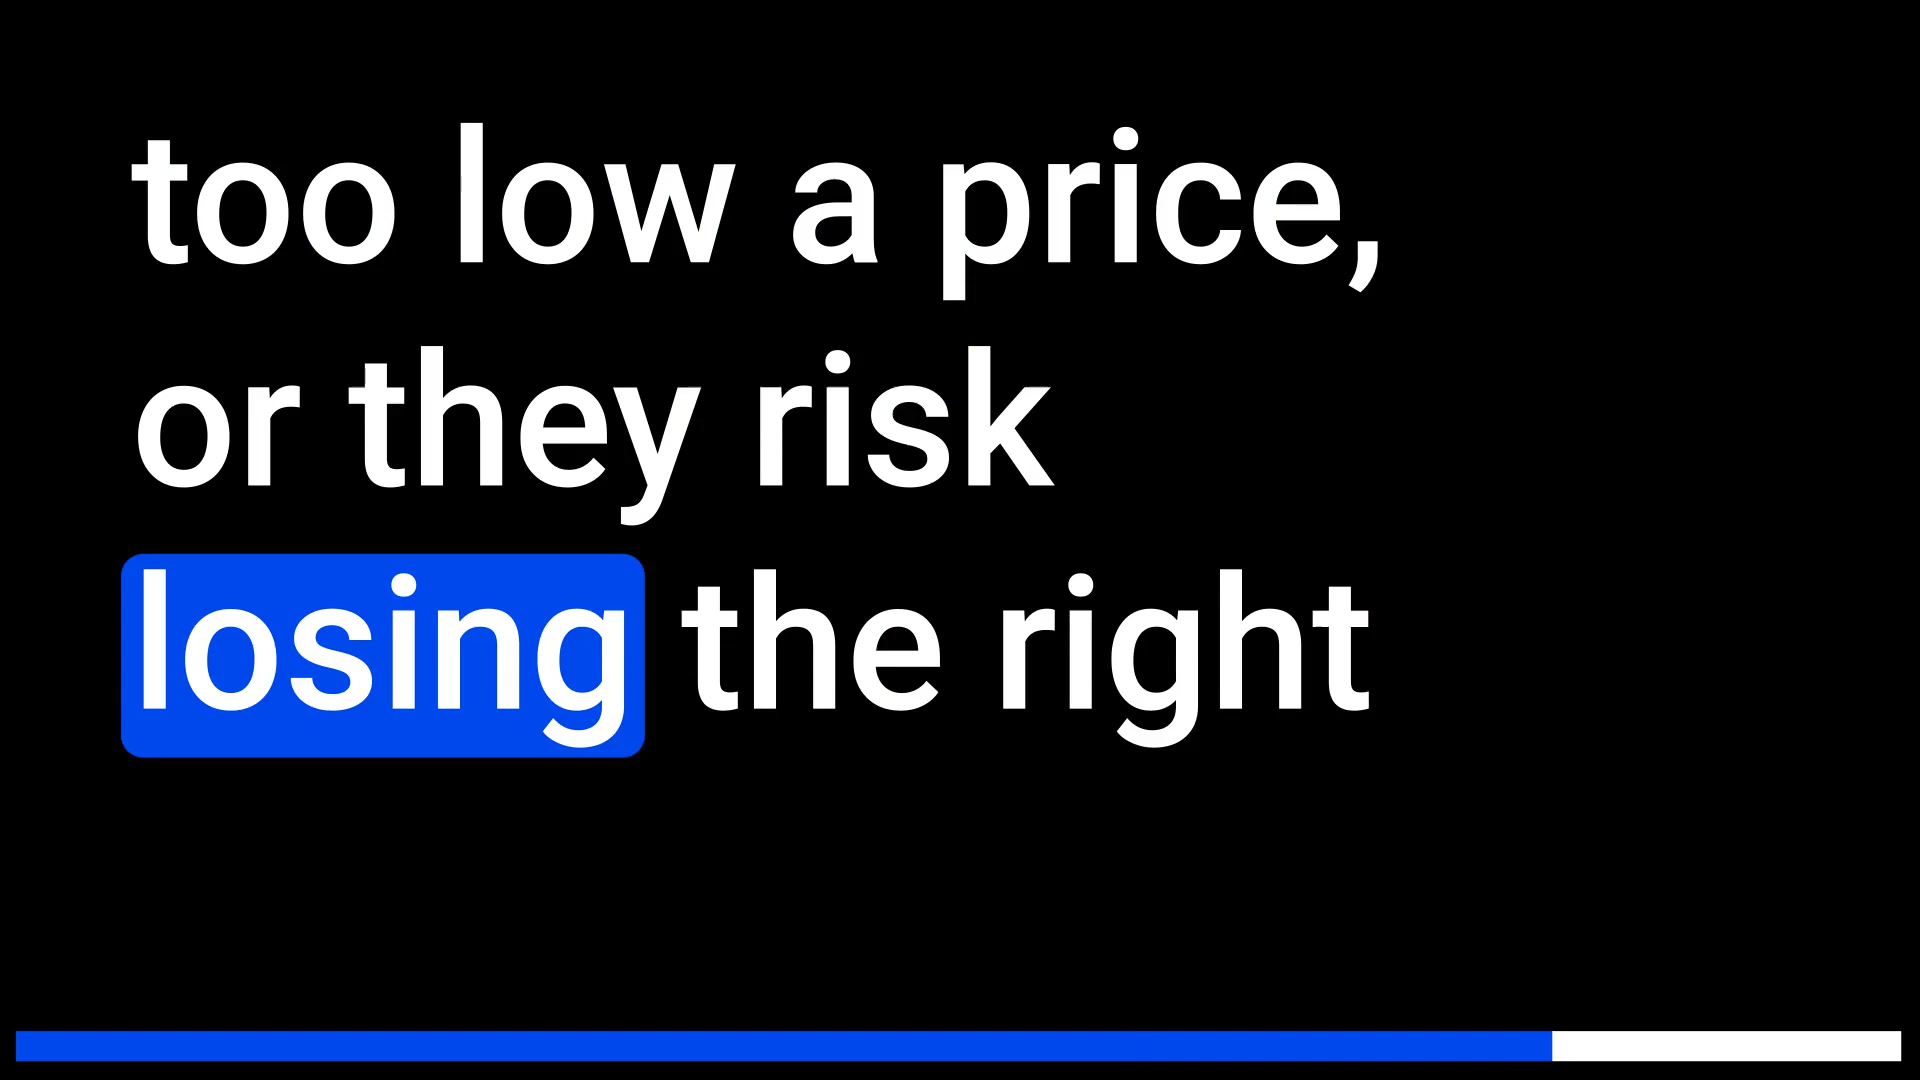 too low a price,
or they risk
losing the right